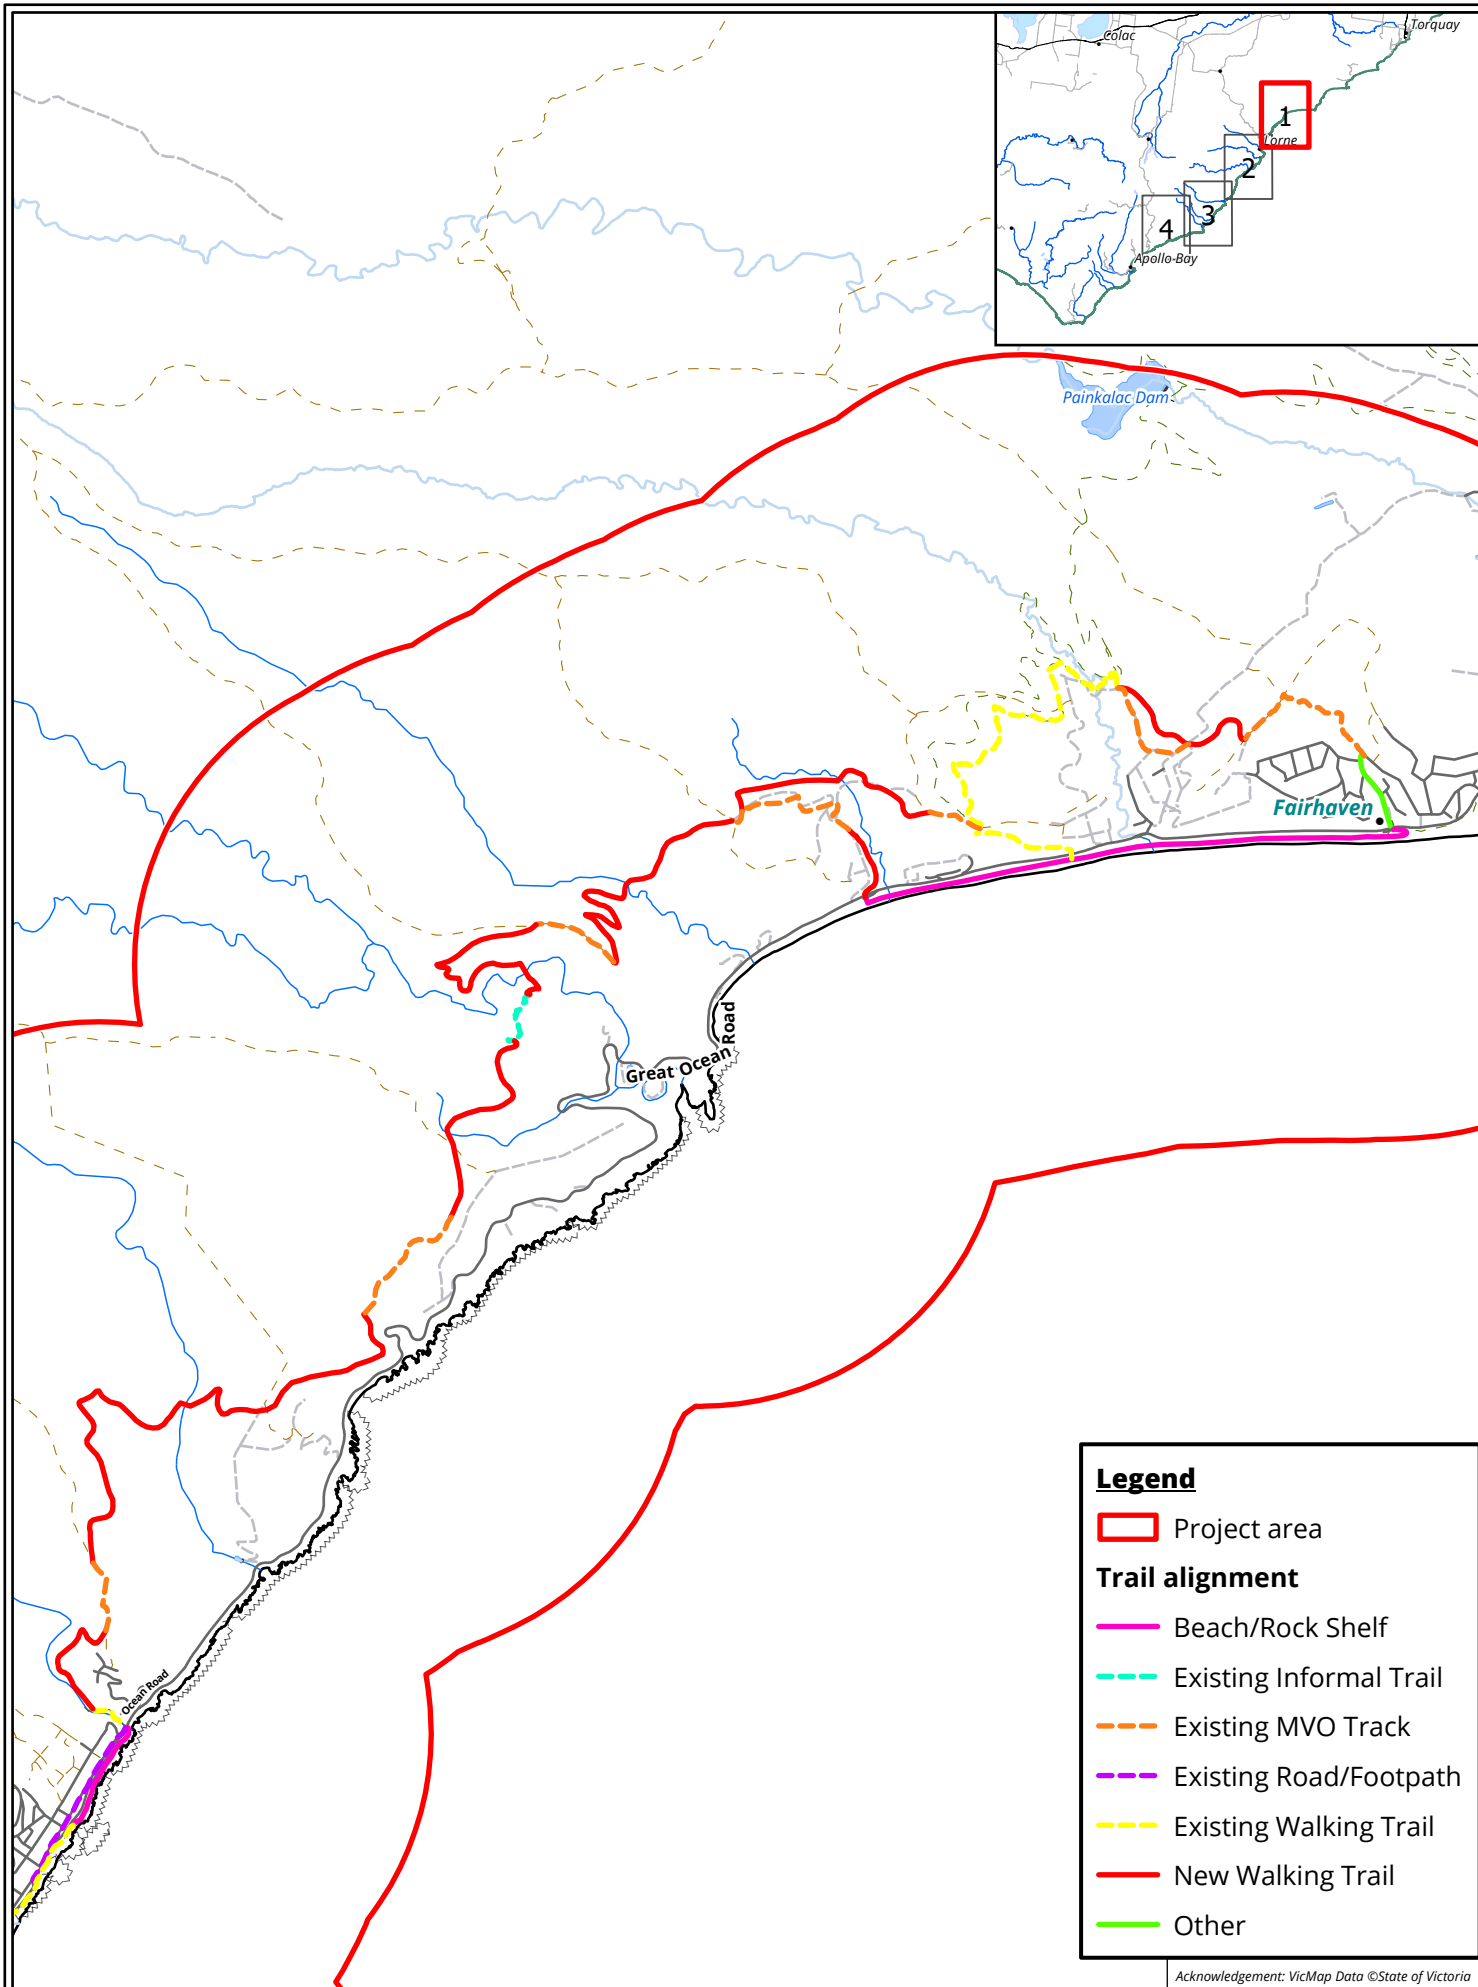 Colac
Torquay
1
Lorne
2
3
4
Apollo-Bay
Painkalac Dam
Fairhaven
Great Ocean Road
Ocean Road
Legend
Project area
Trail alignment
Beach/Rock Shelf
Existing Informal Trail
Existing MVO Track
Existing Road/Footpath
Existing Walking Trail
New Walking Trail
Other
Acknowledgement: VicMap Data ©State of Victoria